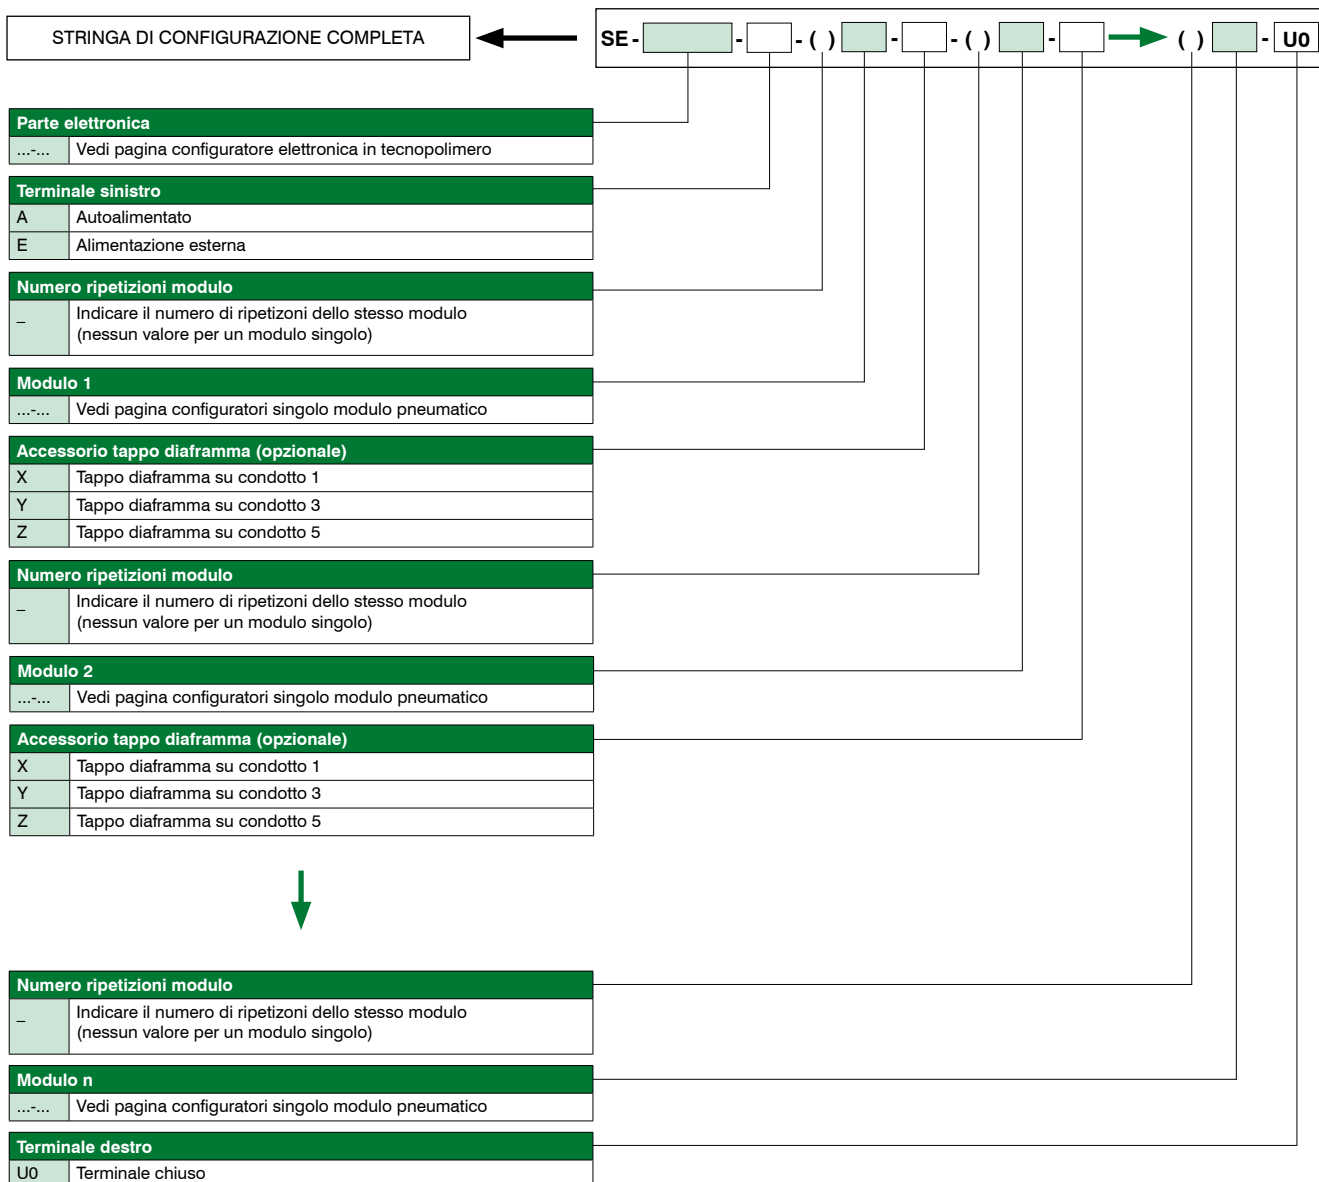 STRINGA DI CONFIGURAZIONE COMPLETA
SE - - - ( ) - - ( ) - ( ) - U0
Parte elettronica
...-... Vedi pagina configuratore elettronica in tecnopolimero
Terminale sinistro
A Autoalimentato
E Alimentazione esterna
Numero ripetizioni modulo
– Indicare il numero di ripetizoni dello stesso modulo
(nessun valore per un modulo singolo)
Modulo 1
...-... Vedi pagina configuratori singolo modulo pneumatico
Accessorio tappo diaframma (opzionale)
X Tappo diaframma su condotto 1
Y Tappo diaframma su condotto 3
Z Tappo diaframma su condotto 5
Numero ripetizioni modulo
– Indicare il numero di ripetizoni dello stesso modulo
(nessun valore per un modulo singolo)
Modulo 2
...-... Vedi pagina configuratori singolo modulo pneumatico
Accessorio tappo diaframma (opzionale)
X Tappo diaframma su condotto 1
Y Tappo diaframma su condotto 3
Z Tappo diaframma su condotto 5
Numero ripetizioni modulo
– Indicare il numero di ripetizoni dello stesso modulo
(nessun valore per un modulo singolo)
Modulo n
...-... Vedi pagina configuratori singolo modulo pneumatico
Terminale destro
U0 Terminale chiuso